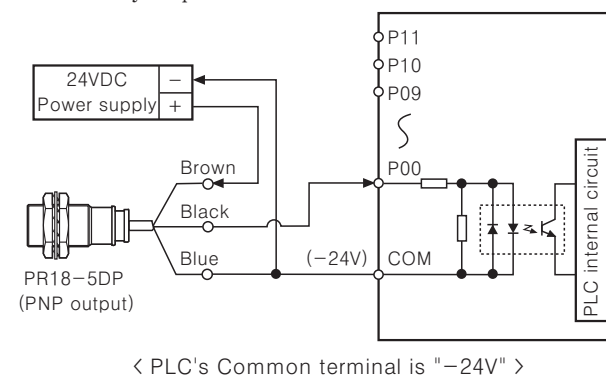 P11
P10
P09
24VDC −
Power supply +
Brown
P00
Black
Blue
(−24V) COM
PR18−5DP
(PNP output)
PLC internal circuit
< PLC's Common terminal is "−24V" >